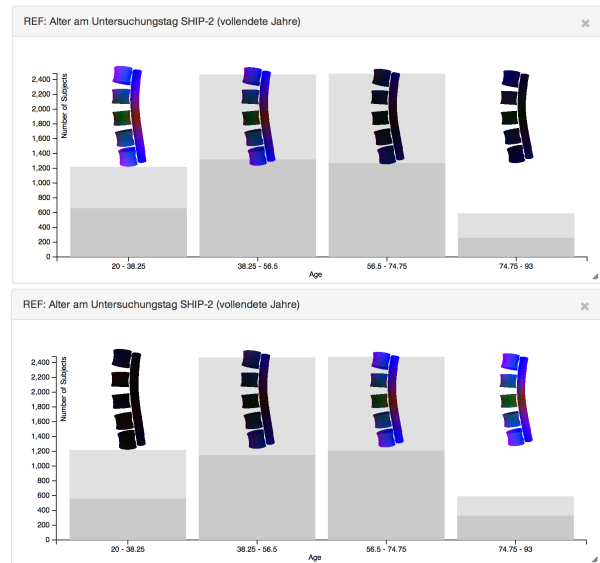 REF: Alter am Untersuchungstag SHIP-2 (vollendete Jahre)
×
Number of Subjects
2,400
2,200
2,000
1,800
1,600
1,400
1,200
1,000
800
600
400
200
0
20 - 38.25
38.25 - 56.5
56.5 - 74.75
74.75 - 93
Age
REF: Alter am Untersuchungstag SHIP-2 (vollendete Jahre)
×
Number of Subjects
2,400
2,200
2,000
1,800
1,600
1,400
1,200
1,000
800
600
400
200
0
20 - 38.25
38.25 - 56.5
56.5 - 74.75
74.75 - 93
Age